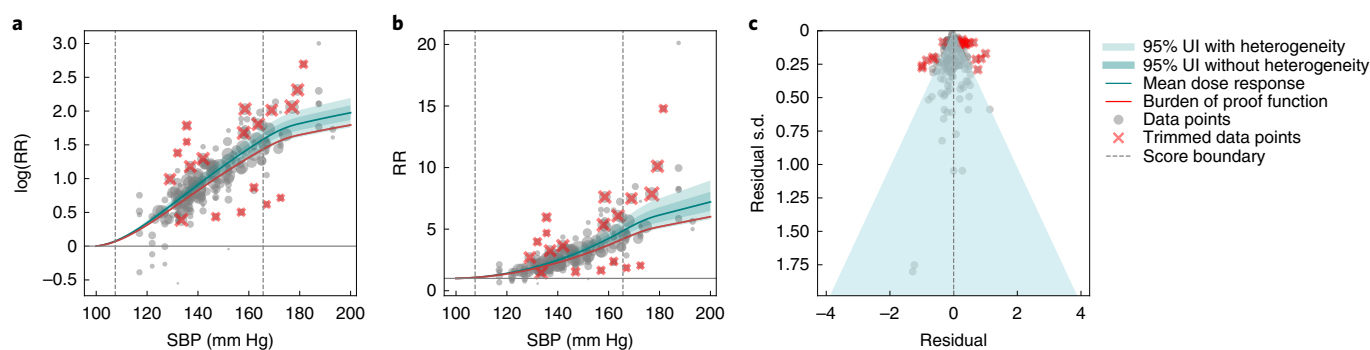 a
3.0
2.5
2.0
1.5
1.0
0.5
0
−0.5
log(RR)
100
120
140
160
180
200
SBP (mm Hg)
b
20
15
10
5
0
RR
100
120
140
160
180
200
SBP (mm Hg)
c
0
0.25
0.50
0.75
1.00
1.25
1.50
1.75
Residual s.d.
−4
−2
0
2
4
Residual
95% UI with heterogeneity
95% UI without heterogeneity
Mean dose response
Burden of proof function
Data points
Trimmed data points
Score boundary